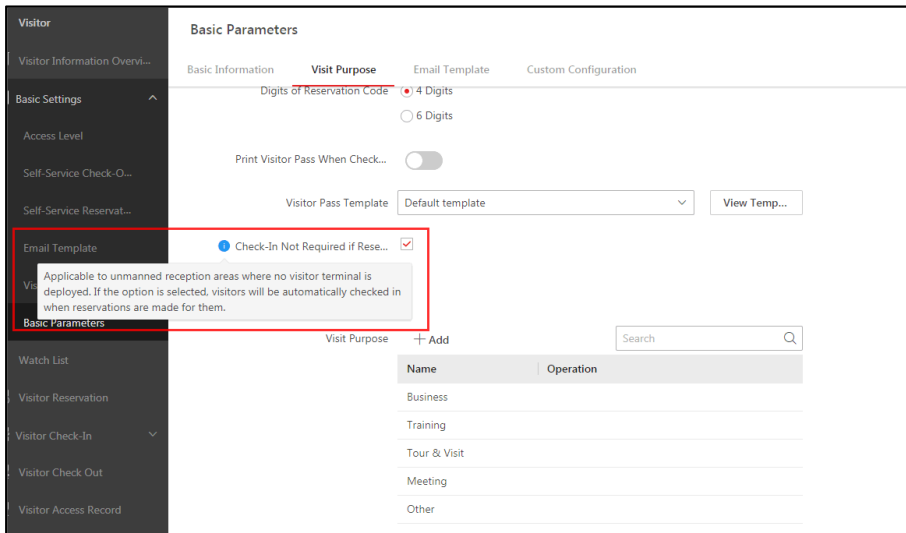 Visitor
Visitor Information Overvi...
Basic Settings
Access Level
Self-Service Check-O...
Self-Service Reservat...
Email Template
Vis
Basic Parameters
Watch List
Visitor Reservation
Visitor Check-In
Visitor Check Out
Visitor Access Record
Basic Parameters
Basic Information Visit Purpose Email Template Custom Configuration
Digits of Reservation Code 4 Digits
6 Digits
Print Visitor Pass When Check...
Visitor Pass Template Default template View Temp...
Check-In Not Required if Rese...
Applicable to unmanned reception areas where no visitor terminal is
deployed. If the option is selected, visitors will be automatically checked in
when reservations are made for them.
Visit Purpose + Add Search
Name Operation
Business
Training
Tour & Visit
Meeting
Other